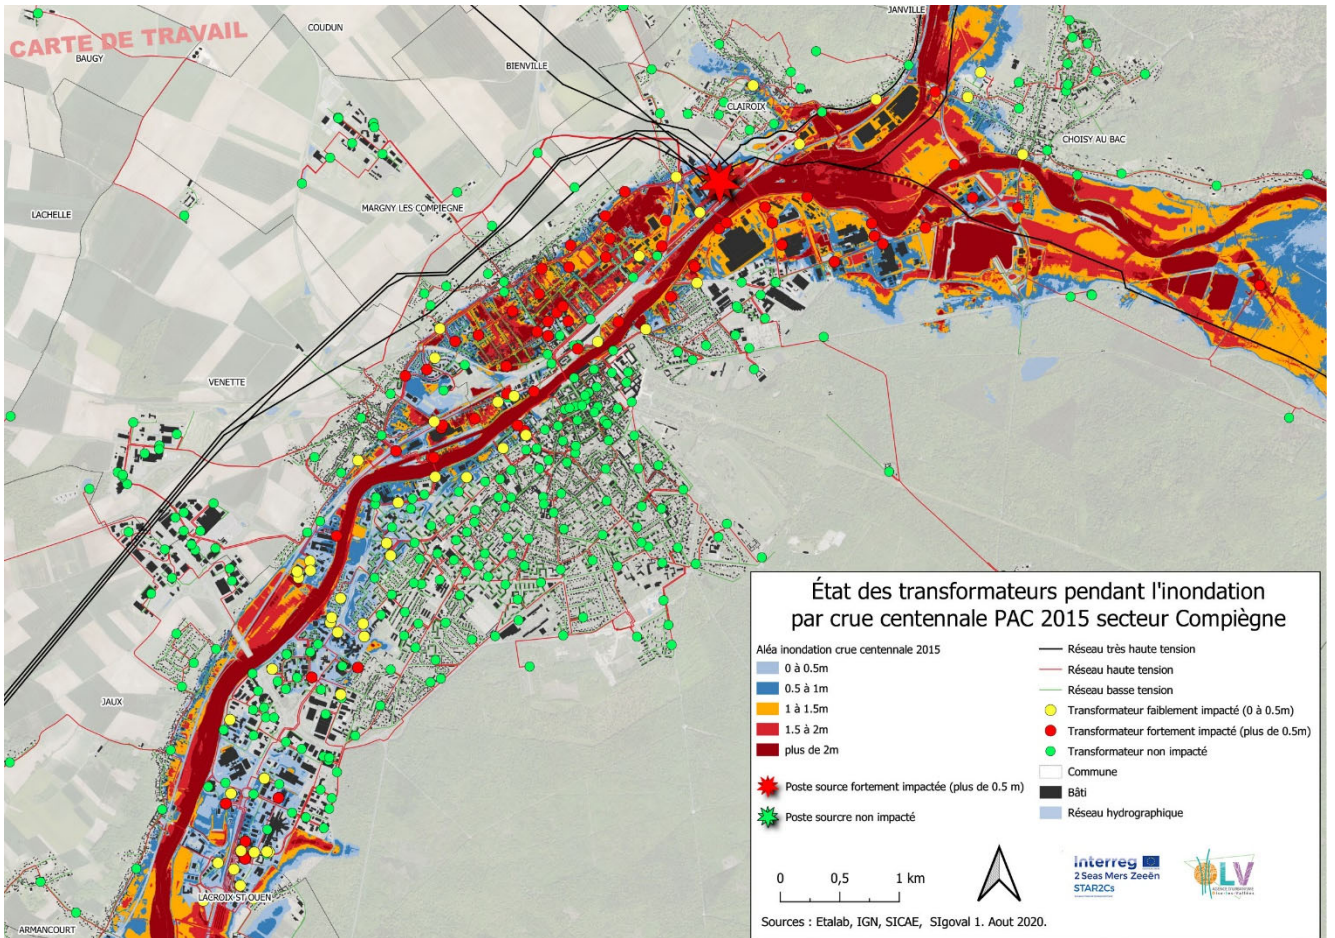 JANVILLE
CARTE DE TRAVAIL
COUDUN
BAUGY
BIENVILLE
CLAIROIX
CHOISY AU BAC
LACHELLE
MARGNY LES COMPIEGNE
VENETTE
JAUX
LACROIX ST OUEN
ARMANCOURT
État des transformateurs pendant l'inondation
par crue centennale PAC 2015 secteur Compiègne
Aléa inondation crue centennale 2015
0 à 0.5m
0.5 à 1m
1 à 1.5m
1.5 à 2m
plus de 2m
Poste source fortement impactée (plus de 0.5 m)
Poste sourcre non impacté
Réseau très haute tension
Réseau haute tension
Réseau basse tension
Transformateur faiblement impacté (0 à 0.5m)
Transformateur fortement impacté (plus de 0.5m)
Transformateur non impacté
Commune
Bâti
Réseau hydrographique
0 0,5 1 km
Interreg
2 Seas Mers Zeeën
STAR2Cs
OLV
Sources : Etalab, IGN, SICAE, SIgoval 1. Aout 2020.